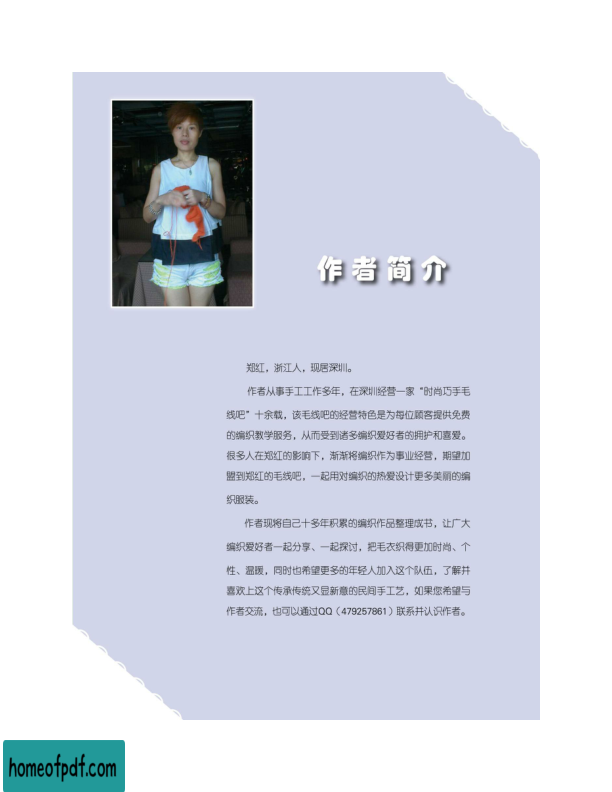 作者简介
郑红，浙江人，现居深圳。
作者从事手工工作多年，在深圳经营一家“时尚巧手毛
线吧”十余载，该毛线吧的经营特色是为每位顾客提供免费
的编织教学服务，从而受到诸多编织爱好者的拥护和喜爱。
很多人在郑红的影响下，渐渐将编织作为事业经营，期望加
盟到郑红的毛线吧，一起用对编织的热爱设计更多美丽的编
织服装。
作者现将自己十多年积累的编织作品整理成书，让广大
编织爱好者一起分享、一起探讨，把毛衣织得更加时尚、个
性、温暖，同时也希望更多的年轻人加入这个队伍，了解并
喜欢上这个传承传统又显新意的民间手工艺，如果您希望与
作者交流，也可以通过QQ（479257861）联系并认识作者。
homeofpdf.com